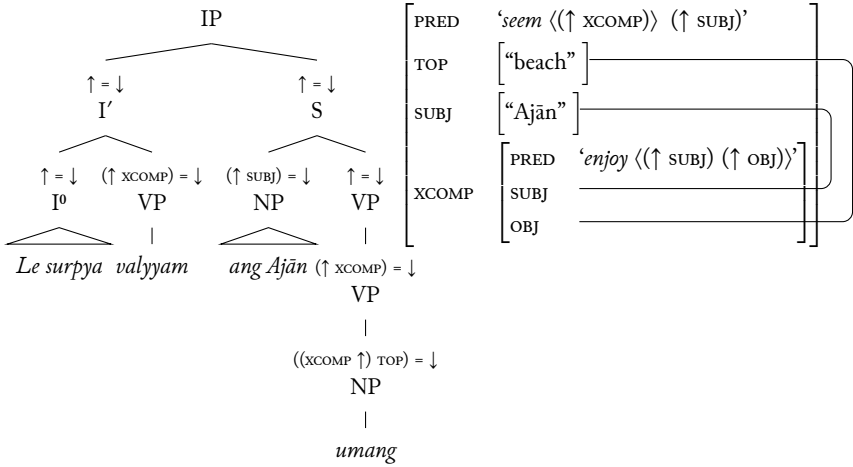 IP
↑ = ↓ ↑ = ↓
I′ S
↑ = ↓ (↑ XCOMP) = ↓ (↑ SUBJ) = ↓ ↑ = ↓
I⁰ VP NP VP
Le surpya valyyam ang Ajān (↑ XCOMP) = ↓
VP
((XCOMP ↑) TOP) = ↓
NP
umang
PRED ‘seem ⟨(↑ XCOMP)⟩ (↑ SUBJ)’
TOP [“beach”]
SUBJ [“Ajān”]
XCOMP
PRED ‘enjoy ⟨(↑ SUBJ) (↑ OBJ)⟩’
SUBJ
OBJ